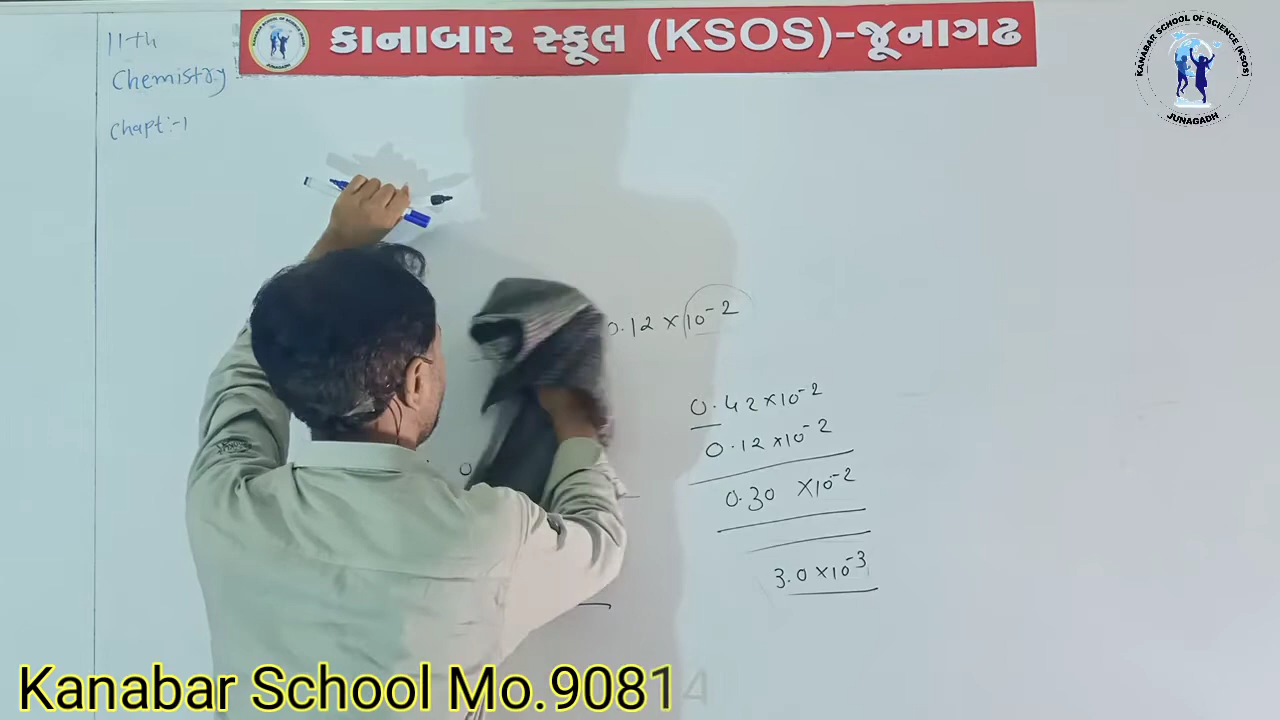 કાનાબાર સ્કૂલ (KSOS)-જૂનાગઢ
KANABAR SCHOOL OF SCIENCE (KSOS)
JUNAGADH
11th
Chemistry
Chapt:-1
0.12 × 10⁻²
0.42 × 10⁻²
0.12 × 10⁻²
0.30 × 10⁻²
3.0 × 10⁻³
Kanabar School Mo.90814